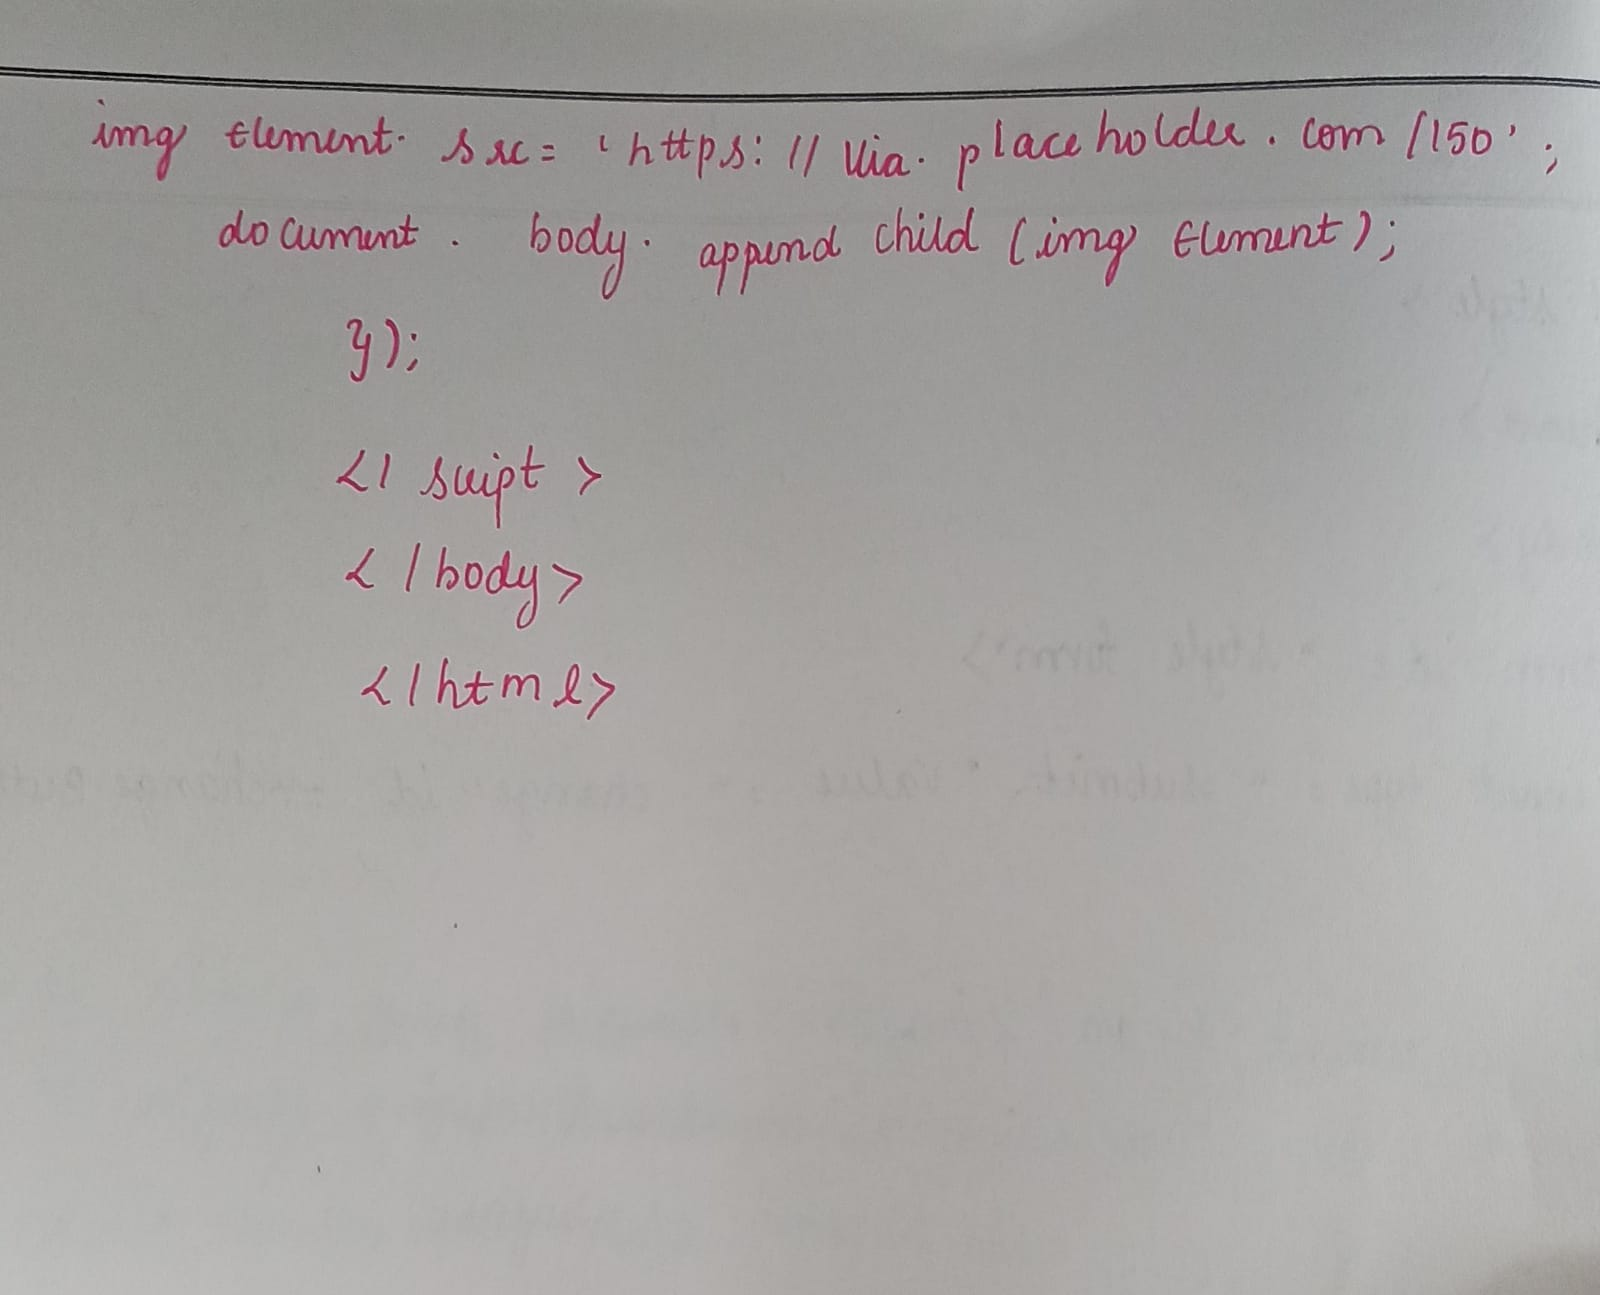 img Element. src= 'https: // Via. placeholder. com /150';
document. body. append child (img Element);
});
</ script >
< / body>
</html>